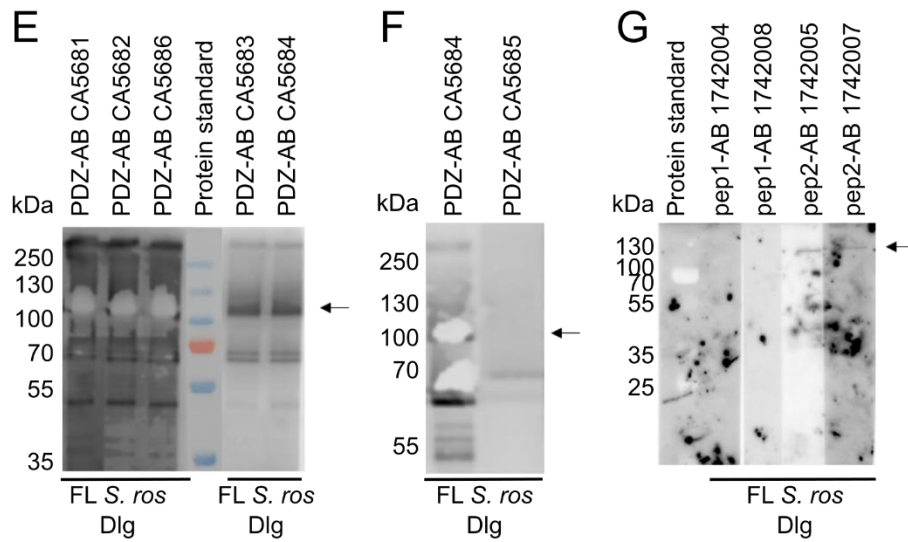 E
PDZ-AB CA5681
PDZ-AB CA5682
PDZ-AB CA5686
Protein standard
PDZ-AB CA5683
PDZ-AB CA5684
kDa
250
130
100
70
55
35
FL S. ros
Dlg
FL S. ros
Dlg
F
PDZ-AB CA5684
PDZ-AB CA5685
kDa
250
130
100
70
55
FL S. ros
Dlg
G
Protein standard
pep1-AB 1742004
pep1-AB 1742008
pep2-AB 1742005
pep2-AB 1742007
kDa
130
100
70
55
35
25
FL S. ros
Dlg